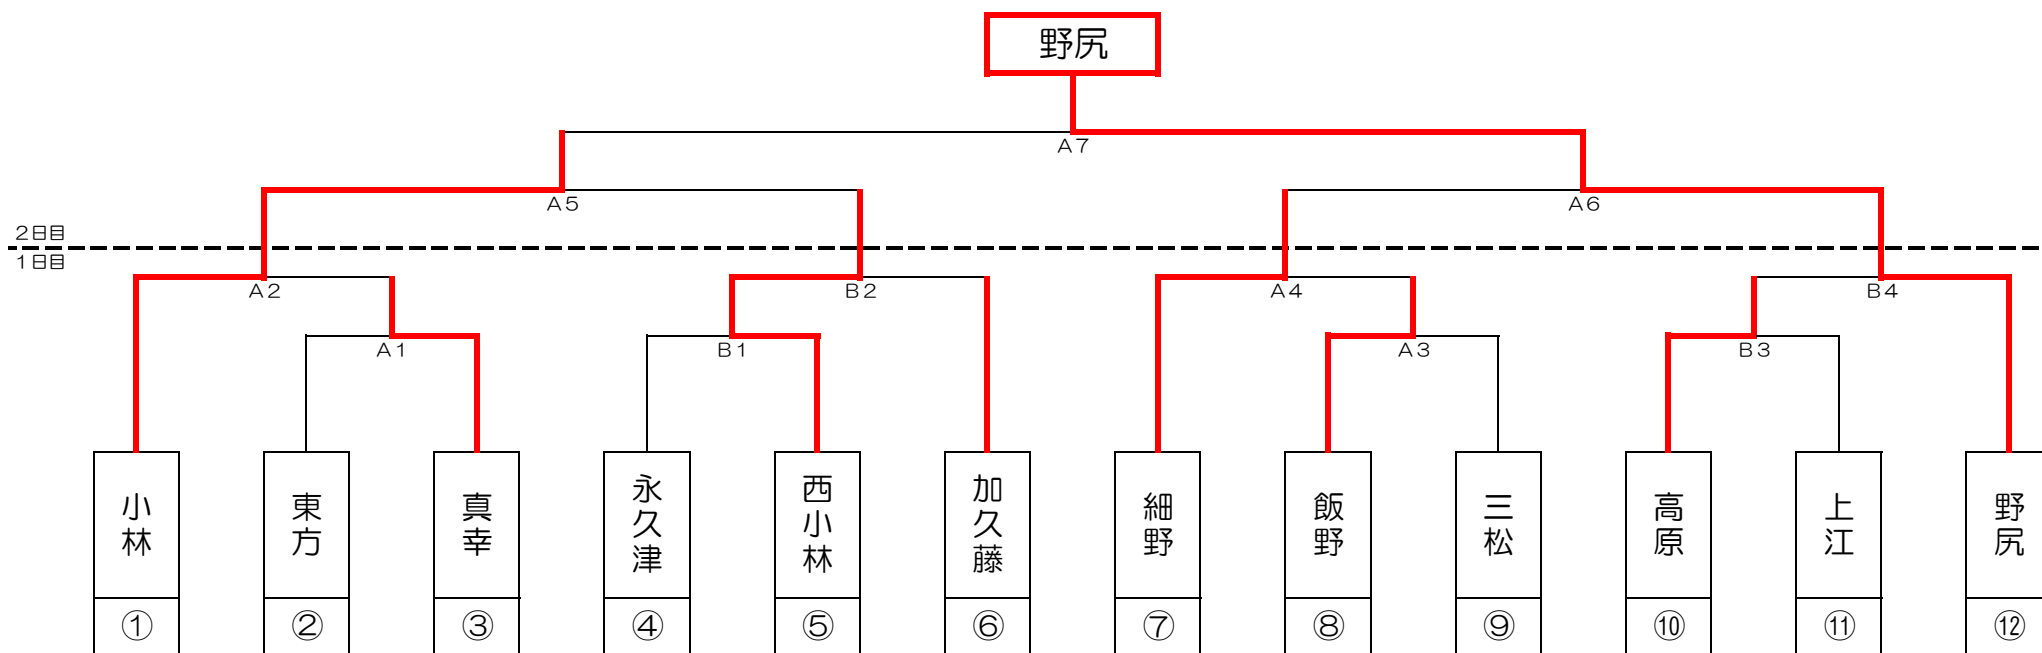 野尻
A7
A5
A6
2日目
1日目
A2
B2
A4
B4
A1
B1
A3
B3
小林
東方
真幸
永久津
西小林
加久藤
細野
飯野
三松
高原
上江
野尻
①
②
③
④
⑤
⑥
⑦
⑧
⑨
⑩
⑪
⑫